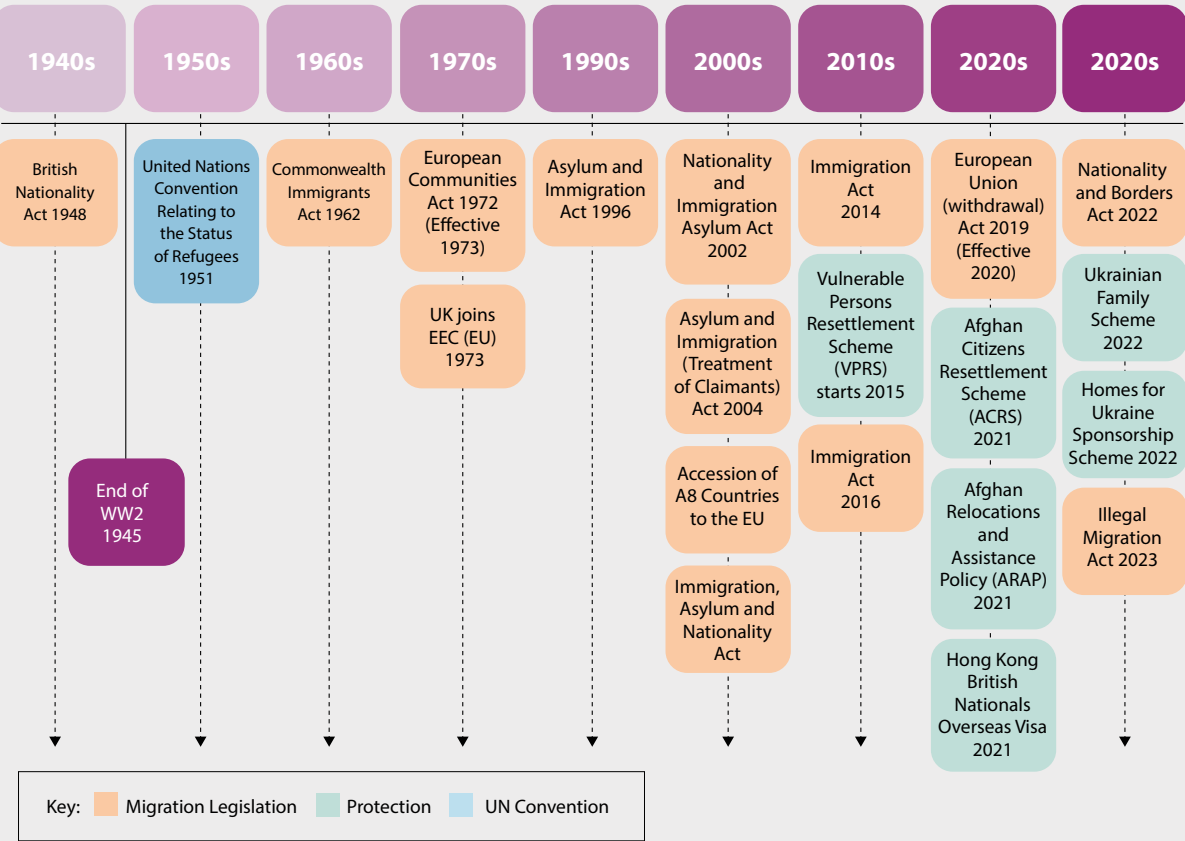 1940s
1950s
1960s
1970s
1990s
2000s
2010s
2020s
2020s
British
Nationality
Act 1948
End of
WW2
1945
United Nations
Convention
Relating to
the Status
of Refugees
1951
Commonwealth
Immigrants
Act 1962
European
Communities
Act 1972
(Effective
1973)
UK joins
EEC (EU)
1973
Asylum and
Immigration
Act 1996
Nationality
and
Immigration
Asylum Act
2002
Asylum and
Immigration
(Treatment
of Claimants)
Act 2004
Accession of
A8 Countries
to the EU
Immigration,
Asylum and
Nationality
Act
Immigration
Act
2014
Vulnerable
Persons
Resettlement
Scheme
(VPRS)
starts 2015
Immigration
Act
2016
European
Union
(withdrawal)
Act 2019
(Effective
2020)
Afghan
Citizens
Resettlement
Scheme
(ACRS)
2021
Afghan
Relocations
and
Assistance
Policy (ARAP)
2021
Hong Kong
British
Nationals
Overseas Visa
2021
Nationality
and Borders
Act 2022
Ukrainian
Family
Scheme
2022
Homes for
Ukraine
Sponsorship
Scheme 2022
Illegal
Migration
Act 2023
Key: Migration Legislation Protection UN Convention